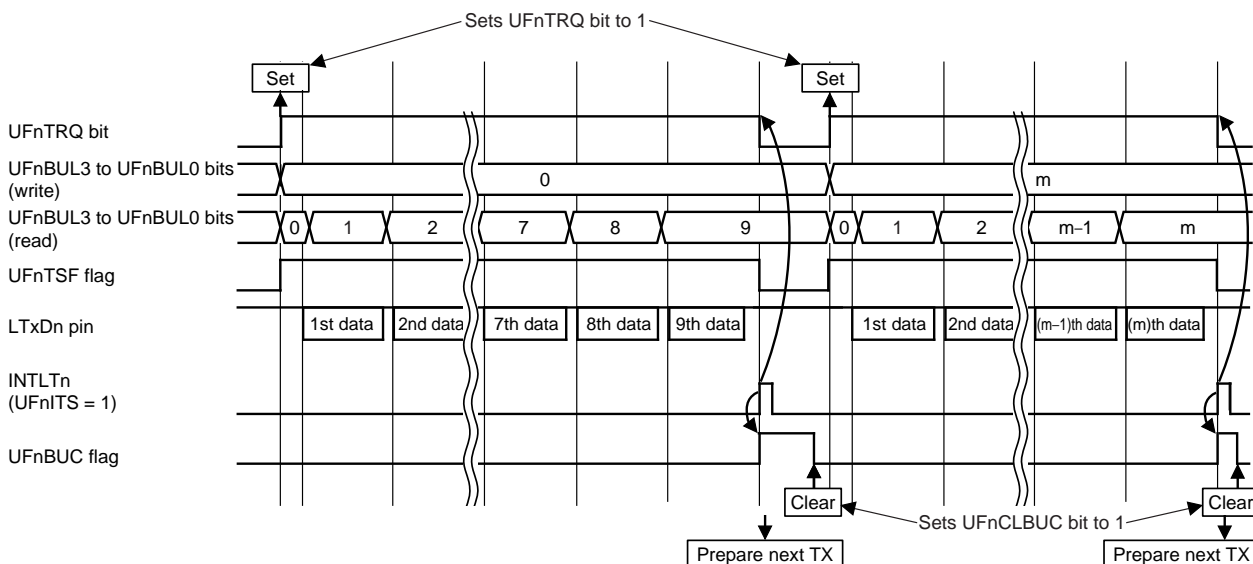 Sets UFnTRQ bit to 1
Set
Set
UFnTRQ bit
UFnBUL3 to UFnBUL0 bits
(write)
0
m
UFnBUL3 to UFnBUL0 bits
(read)
0
1
2
7
8
9
0
1
2
m−1
m
UFnTSF flag
LTxDn pin
1st data
2nd data
7th data
8th data
9th data
1st data
2nd data
(m−1)th data
(m)th data
INTLTn
(UFnITS = 1)
UFnBUC flag
Clear
Sets UFnCLBUC bit to 1
Clear
Prepare next TX
Prepare next TX